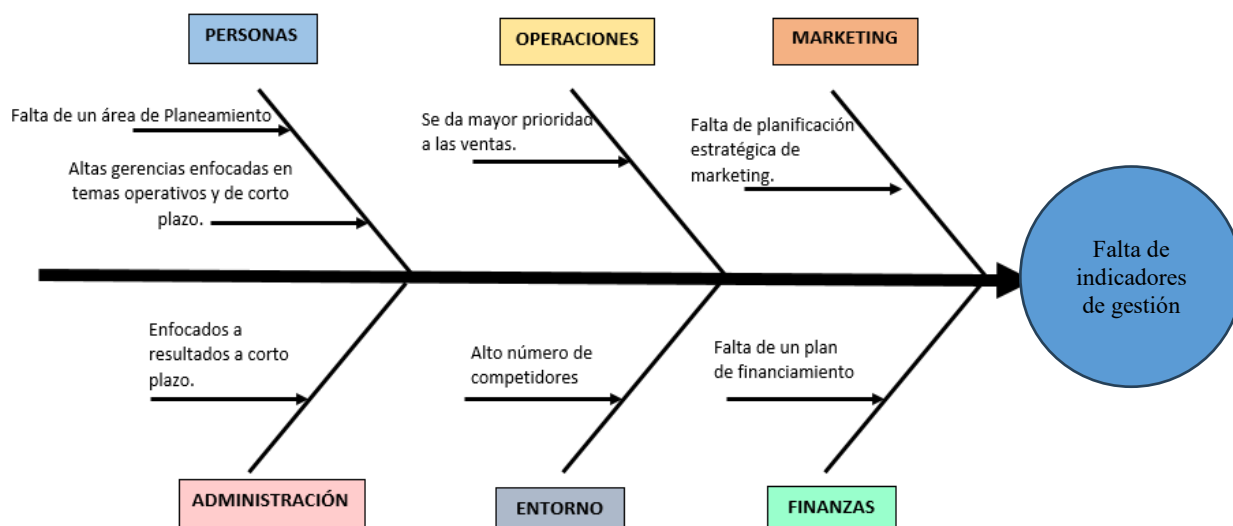 PERSONAS
OPERACIONES
MARKETING
Falta de un área de Planeamiento
Altas gerencias enfocadas en
temas operativos y de corto
plazo.
Se da mayor prioridad
a las ventas.
Falta de planificación
estratégica de
marketing.
Falta de
indicadores
de gestión
Enfocados a
resultados a corto
plazo.
Alto número de
competidores
Falta de un plan
de financiamiento
ADMINISTRACIÓN
ENTORNO
FINANZAS